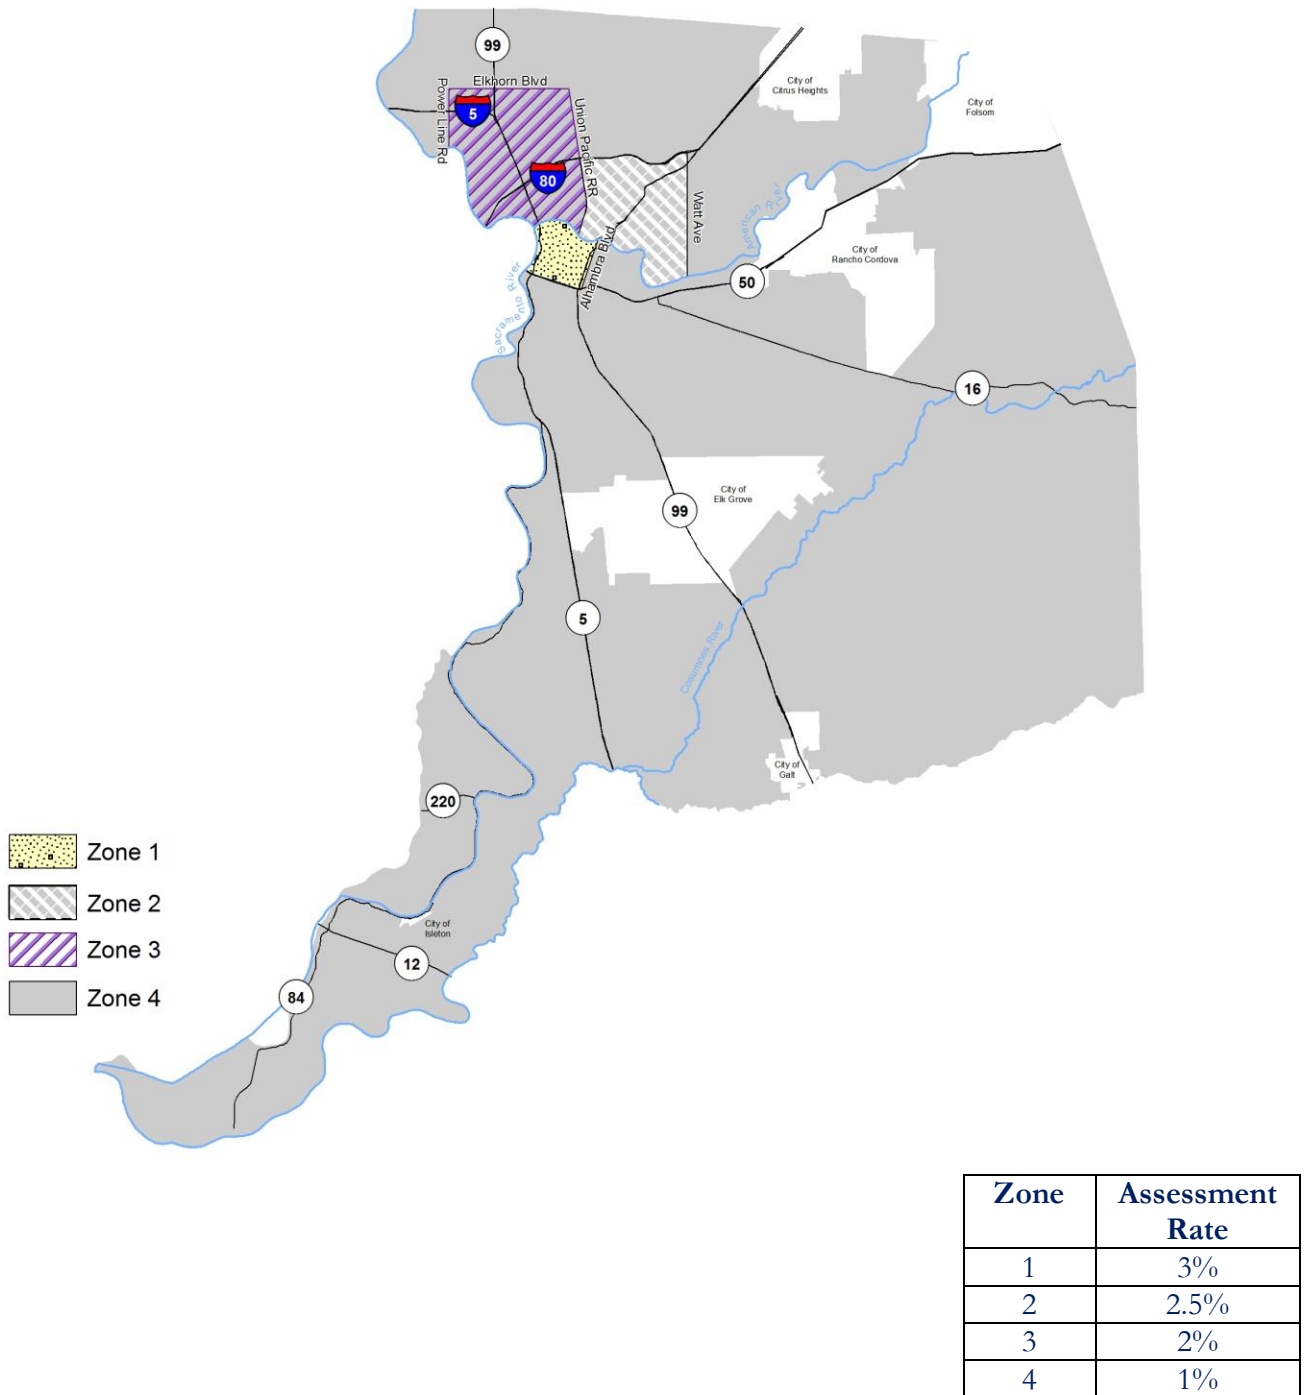 99
Elkhorn Blvd
Power Line Rd
5
Union Pacific RR
80
City of
Citrus Heights
City of
Folsom
Watt Ave
American River
Alhambra Blvd
City of
Rancho Cordova
50
Sacramento River
16
City of
Elk Grove
99
5
Cosumnes River
City of
Galt
220
Zone 1
Zone 2
Zone 3
Zone 4
City of
Isleton
12
84
Zone Assessment
Rate
1 3%
2 2.5%
3 2%
4 1%